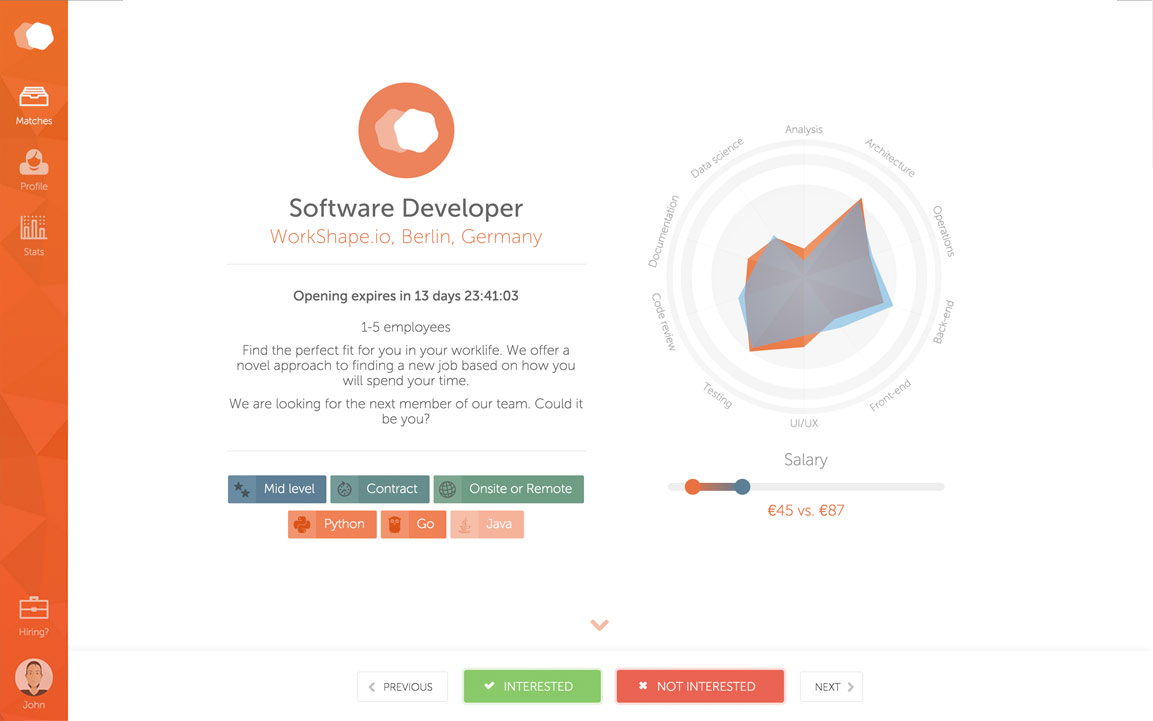 Matches
Profile
Stats
Hiring?
John
Software Developer
WorkShape.io, Berlin, Germany
Opening expires in 13 days 23:41:03
1-5 employees
Find the perfect fit for you in your worklife. We offer a
novel approach to finding a new job based on how you
will spend your time.
We are looking for the next member of our team. Could it
be you?
Mid level
Contract
Onsite or Remote
Python
Go
Java
Analysis
Architecture
Operations
Back-end
Front-end
UI/UX
Testing
Code review
Documentation
Data science
Salary
€45 vs. €87
PREVIOUS
INTERESTED
NOT INTERESTED
NEXT